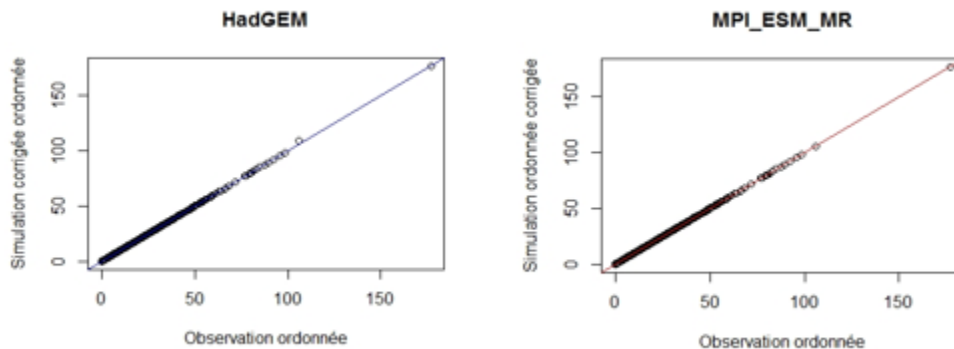 HadGEM
Simulation corrigée ordonnée
150
100
50
0
0 50 100 150
Observation ordonnée
MPI_ESM_MR
Simulation ordonnée corrigée
150
100
50
0
0 50 100 150
Observation ordonnée